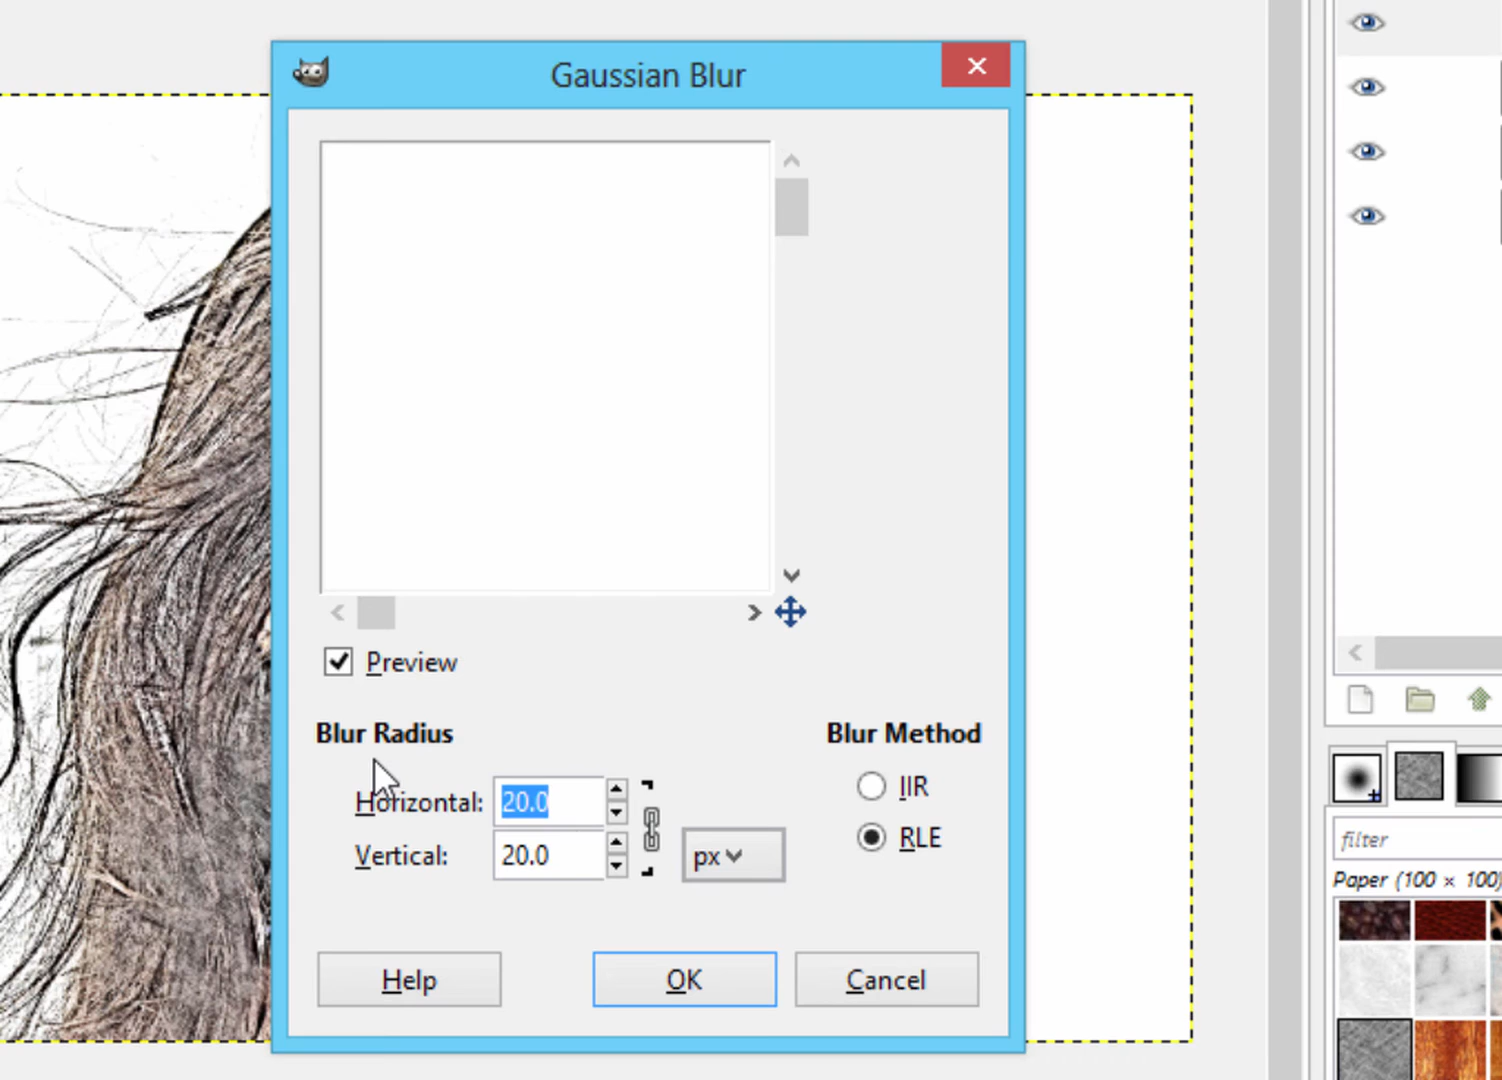 Gaussian Blur
Preview
Blur Radius
Blur Method
Horizontal: 20.0
IIR
Vertical: 20.0
px
RLE
Help
OK
Cancel
filter
Paper (100 × 100)